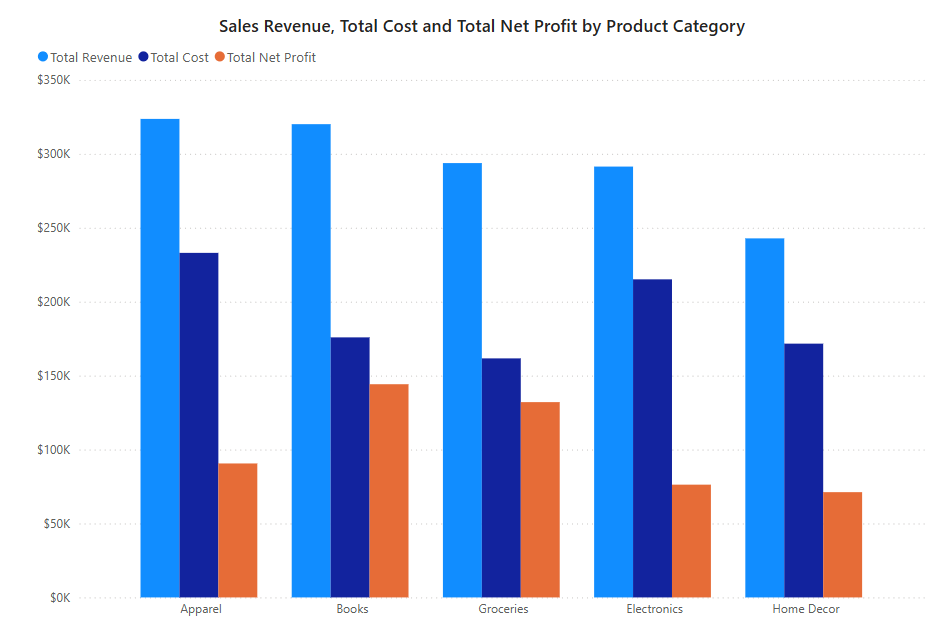 Sales Revenue, Total Cost and Total Net Profit by Product Category
Total Revenue Total Cost Total Net Profit
$350K
$300K
$250K
$200K
$150K
$100K
$50K
$0K
Apparel Books Groceries Electronics Home Decor